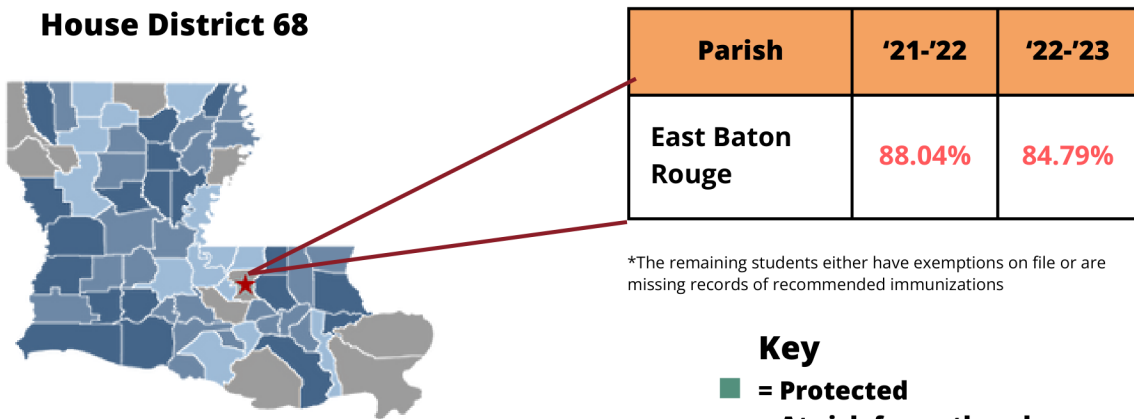 House District 68
Parish ‘21-’22 ‘22-’23
East Baton
Rouge
88.04% 84.79%
*The remaining students either have exemptions on file or are
missing records of recommended immunizations
Key
= Protected